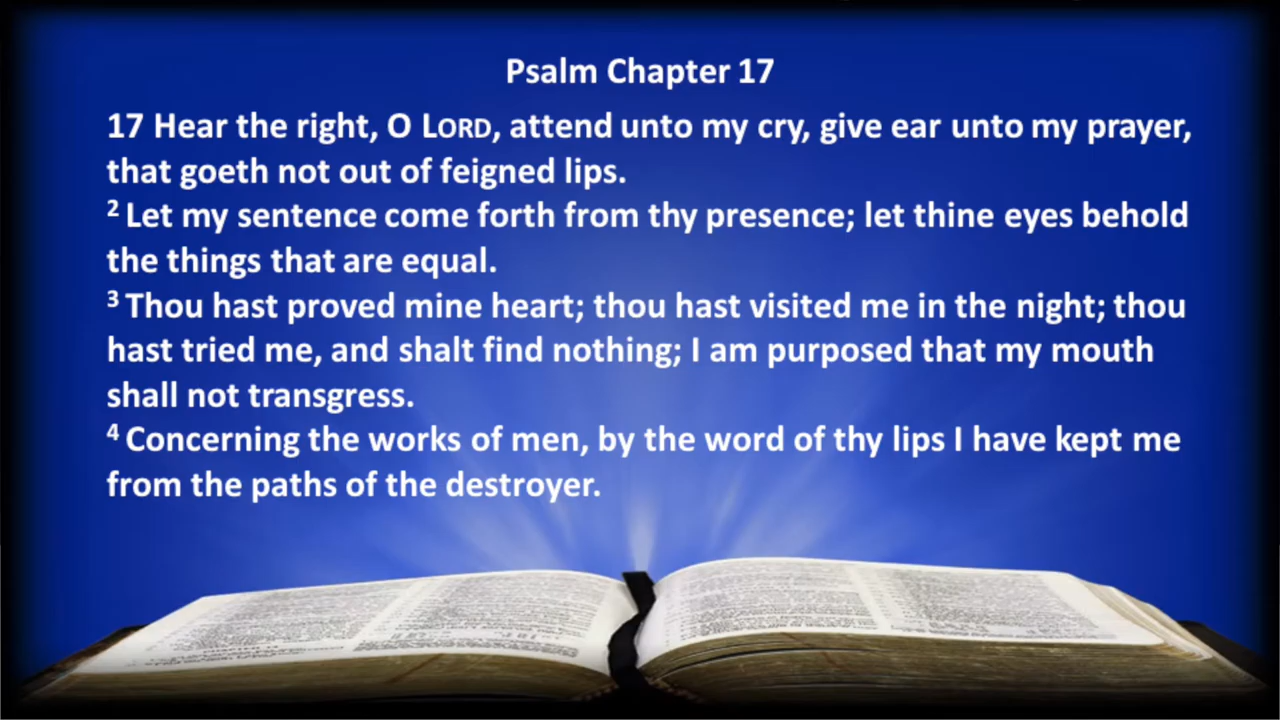 Psalm Chapter 17
17 Hear the right, O LORD, attend unto my cry, give ear unto my prayer,
that goeth not out of feigned lips.
2 Let my sentence come forth from thy presence; let thine eyes behold
the things that are equal.
3 Thou hast proved mine heart; thou hast visited me in the night; thou
hast tried me, and shalt find nothing; I am purposed that my mouth
shall not transgress.
4 Concerning the works of men, by the word of thy lips I have kept me
from the paths of the destroyer.